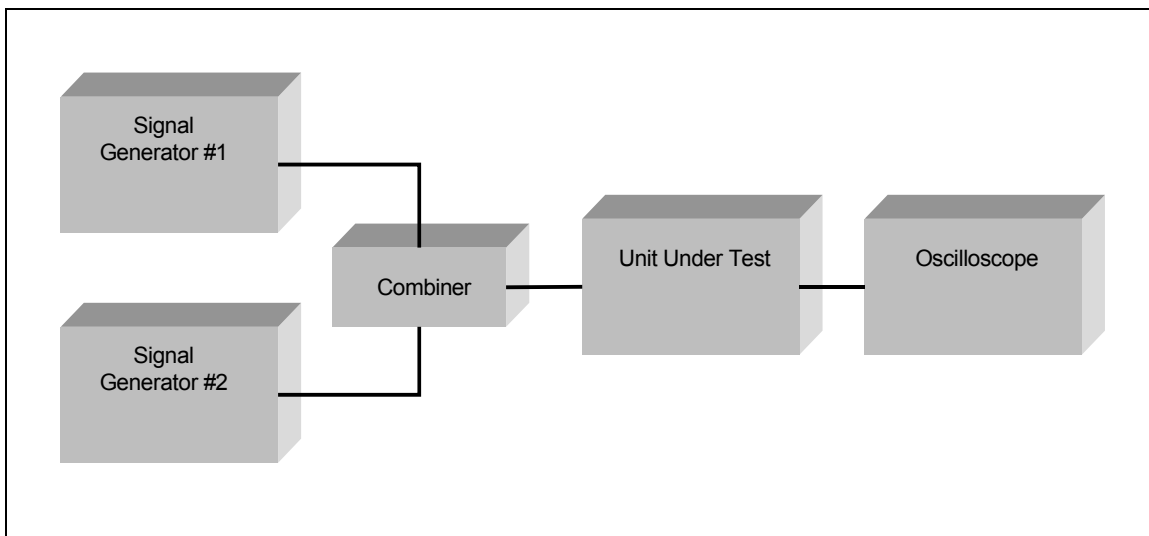 Signal
Generator #1
Combiner
Unit Under Test
Oscilloscope
Signal
Generator #2